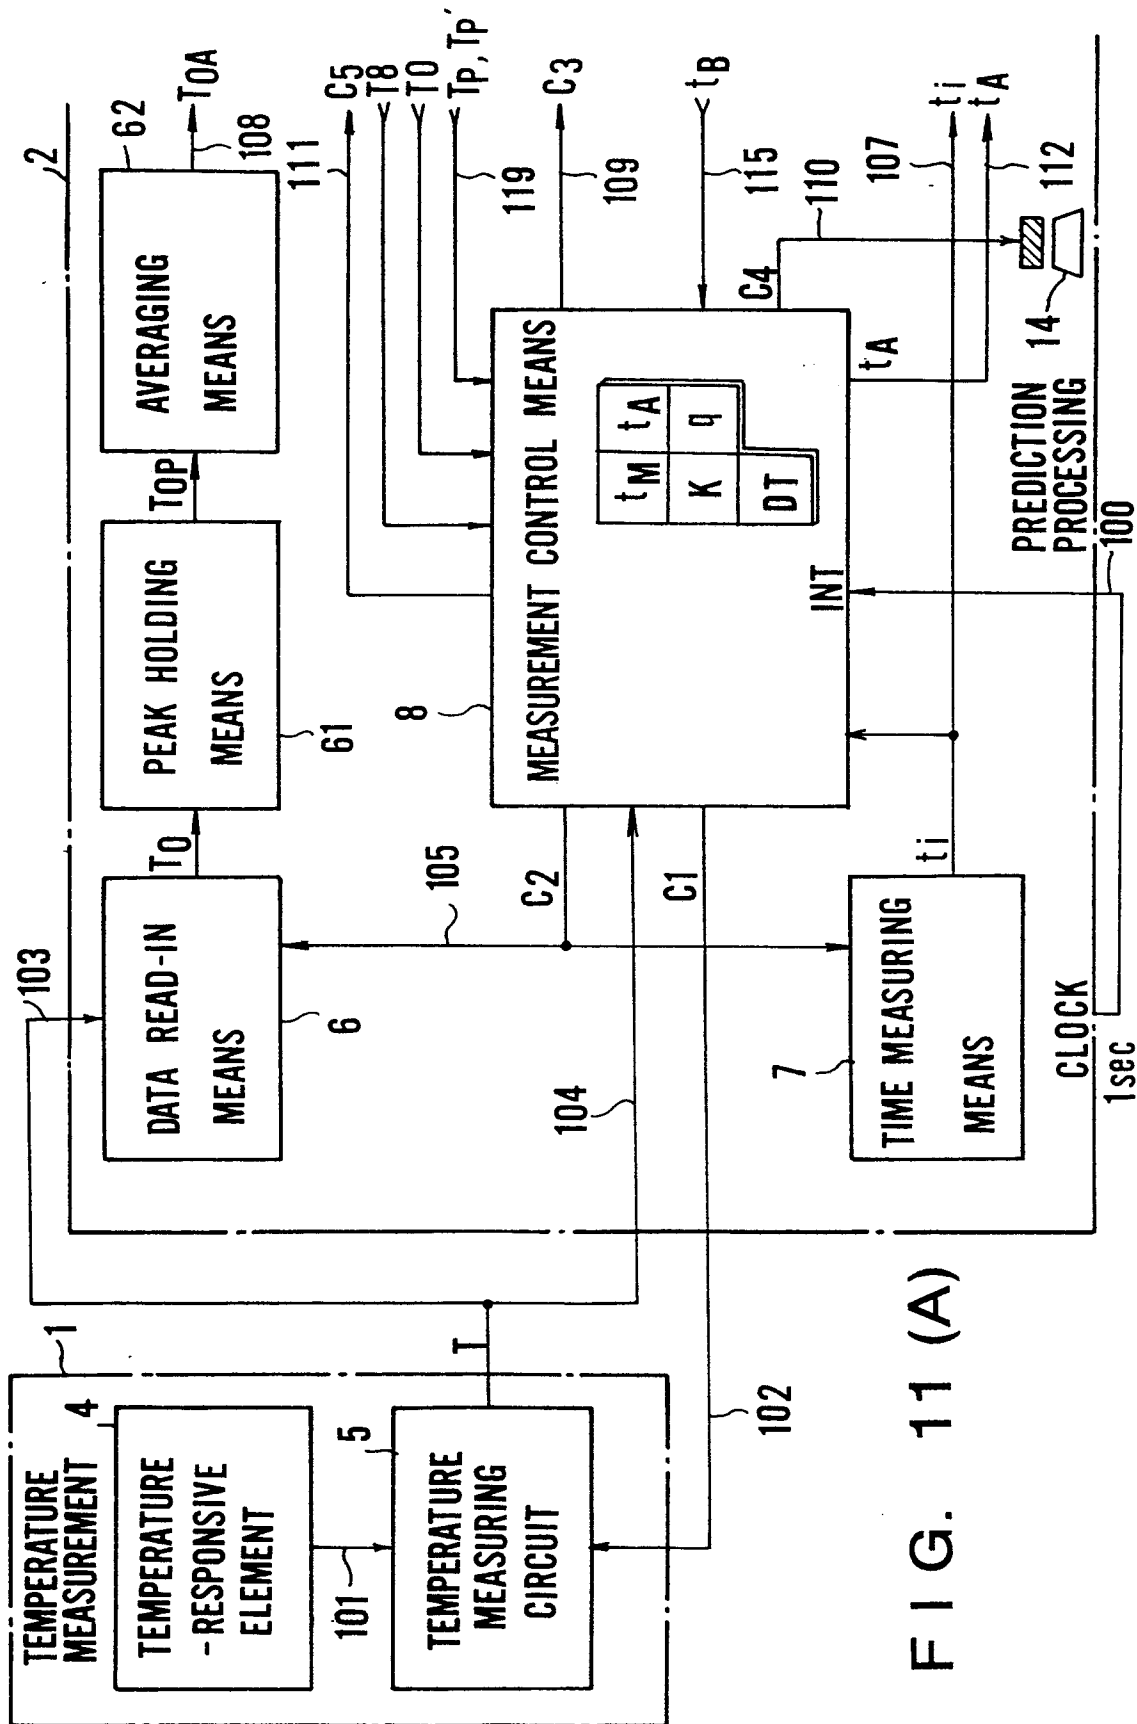 TEMPERATURE
MEASUREMENT
1
4
TEMPERATURE
-RESPONSIVE
ELEMENT
101
5
TEMPERATURE
MEASURING
CIRCUIT
T
102
103
104
2
DATA READ-IN
MEANS
6
T0
PEAK HOLDING
MEANS
61
TOP
AVERAGING
MEANS
62
TOA
108
105
C2
C1
8
MEASUREMENT CONTROL MEANS
tM
tA
K
q
DT
INT
111
C5
T8
T0
TP, TP'
119
C3
109
tB
115
C4
110
14
tA
ti
107
tA
112
7
TIME MEASURING
MEANS
ti
CLOCK
1sec
100
PREDICTION
PROCESSING
FIG. 11 (A)